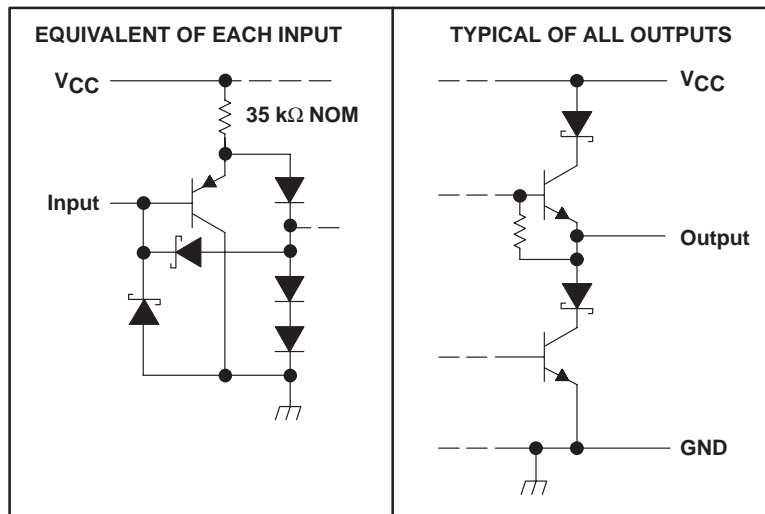 EQUIVALENT OF EACH INPUT
VCC
35 kΩ NOM
Input
TYPICAL OF ALL OUTPUTS
VCC
Output
GND